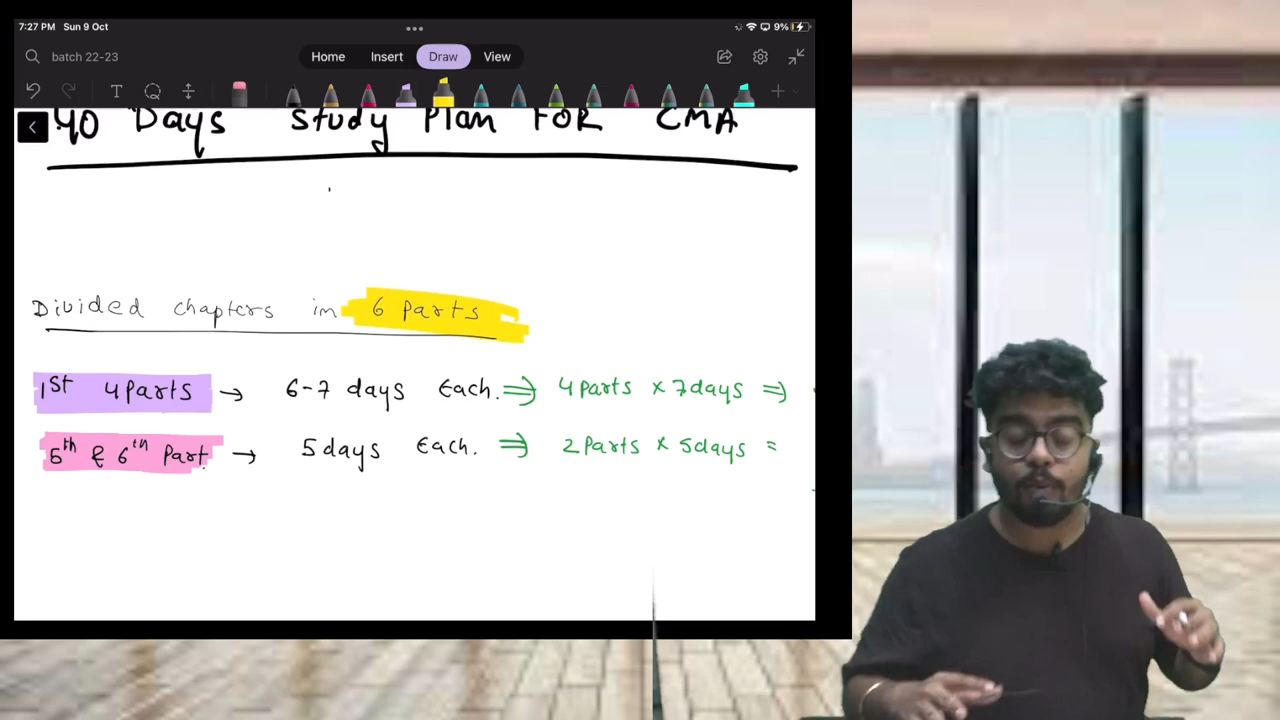 7:27 PM Sun 9 Oct
9%
batch 22-23
Home Insert Draw View
T
40 Days Study Plan FOR CMA
Divided chapters in 6 Parts
1st 4 Parts → 6-7 days Each. ⇒ 4 Parts × 7 days ⇒
5th & 6th Part. → 5 days Each. ⇒ 2 Parts × 5 days =